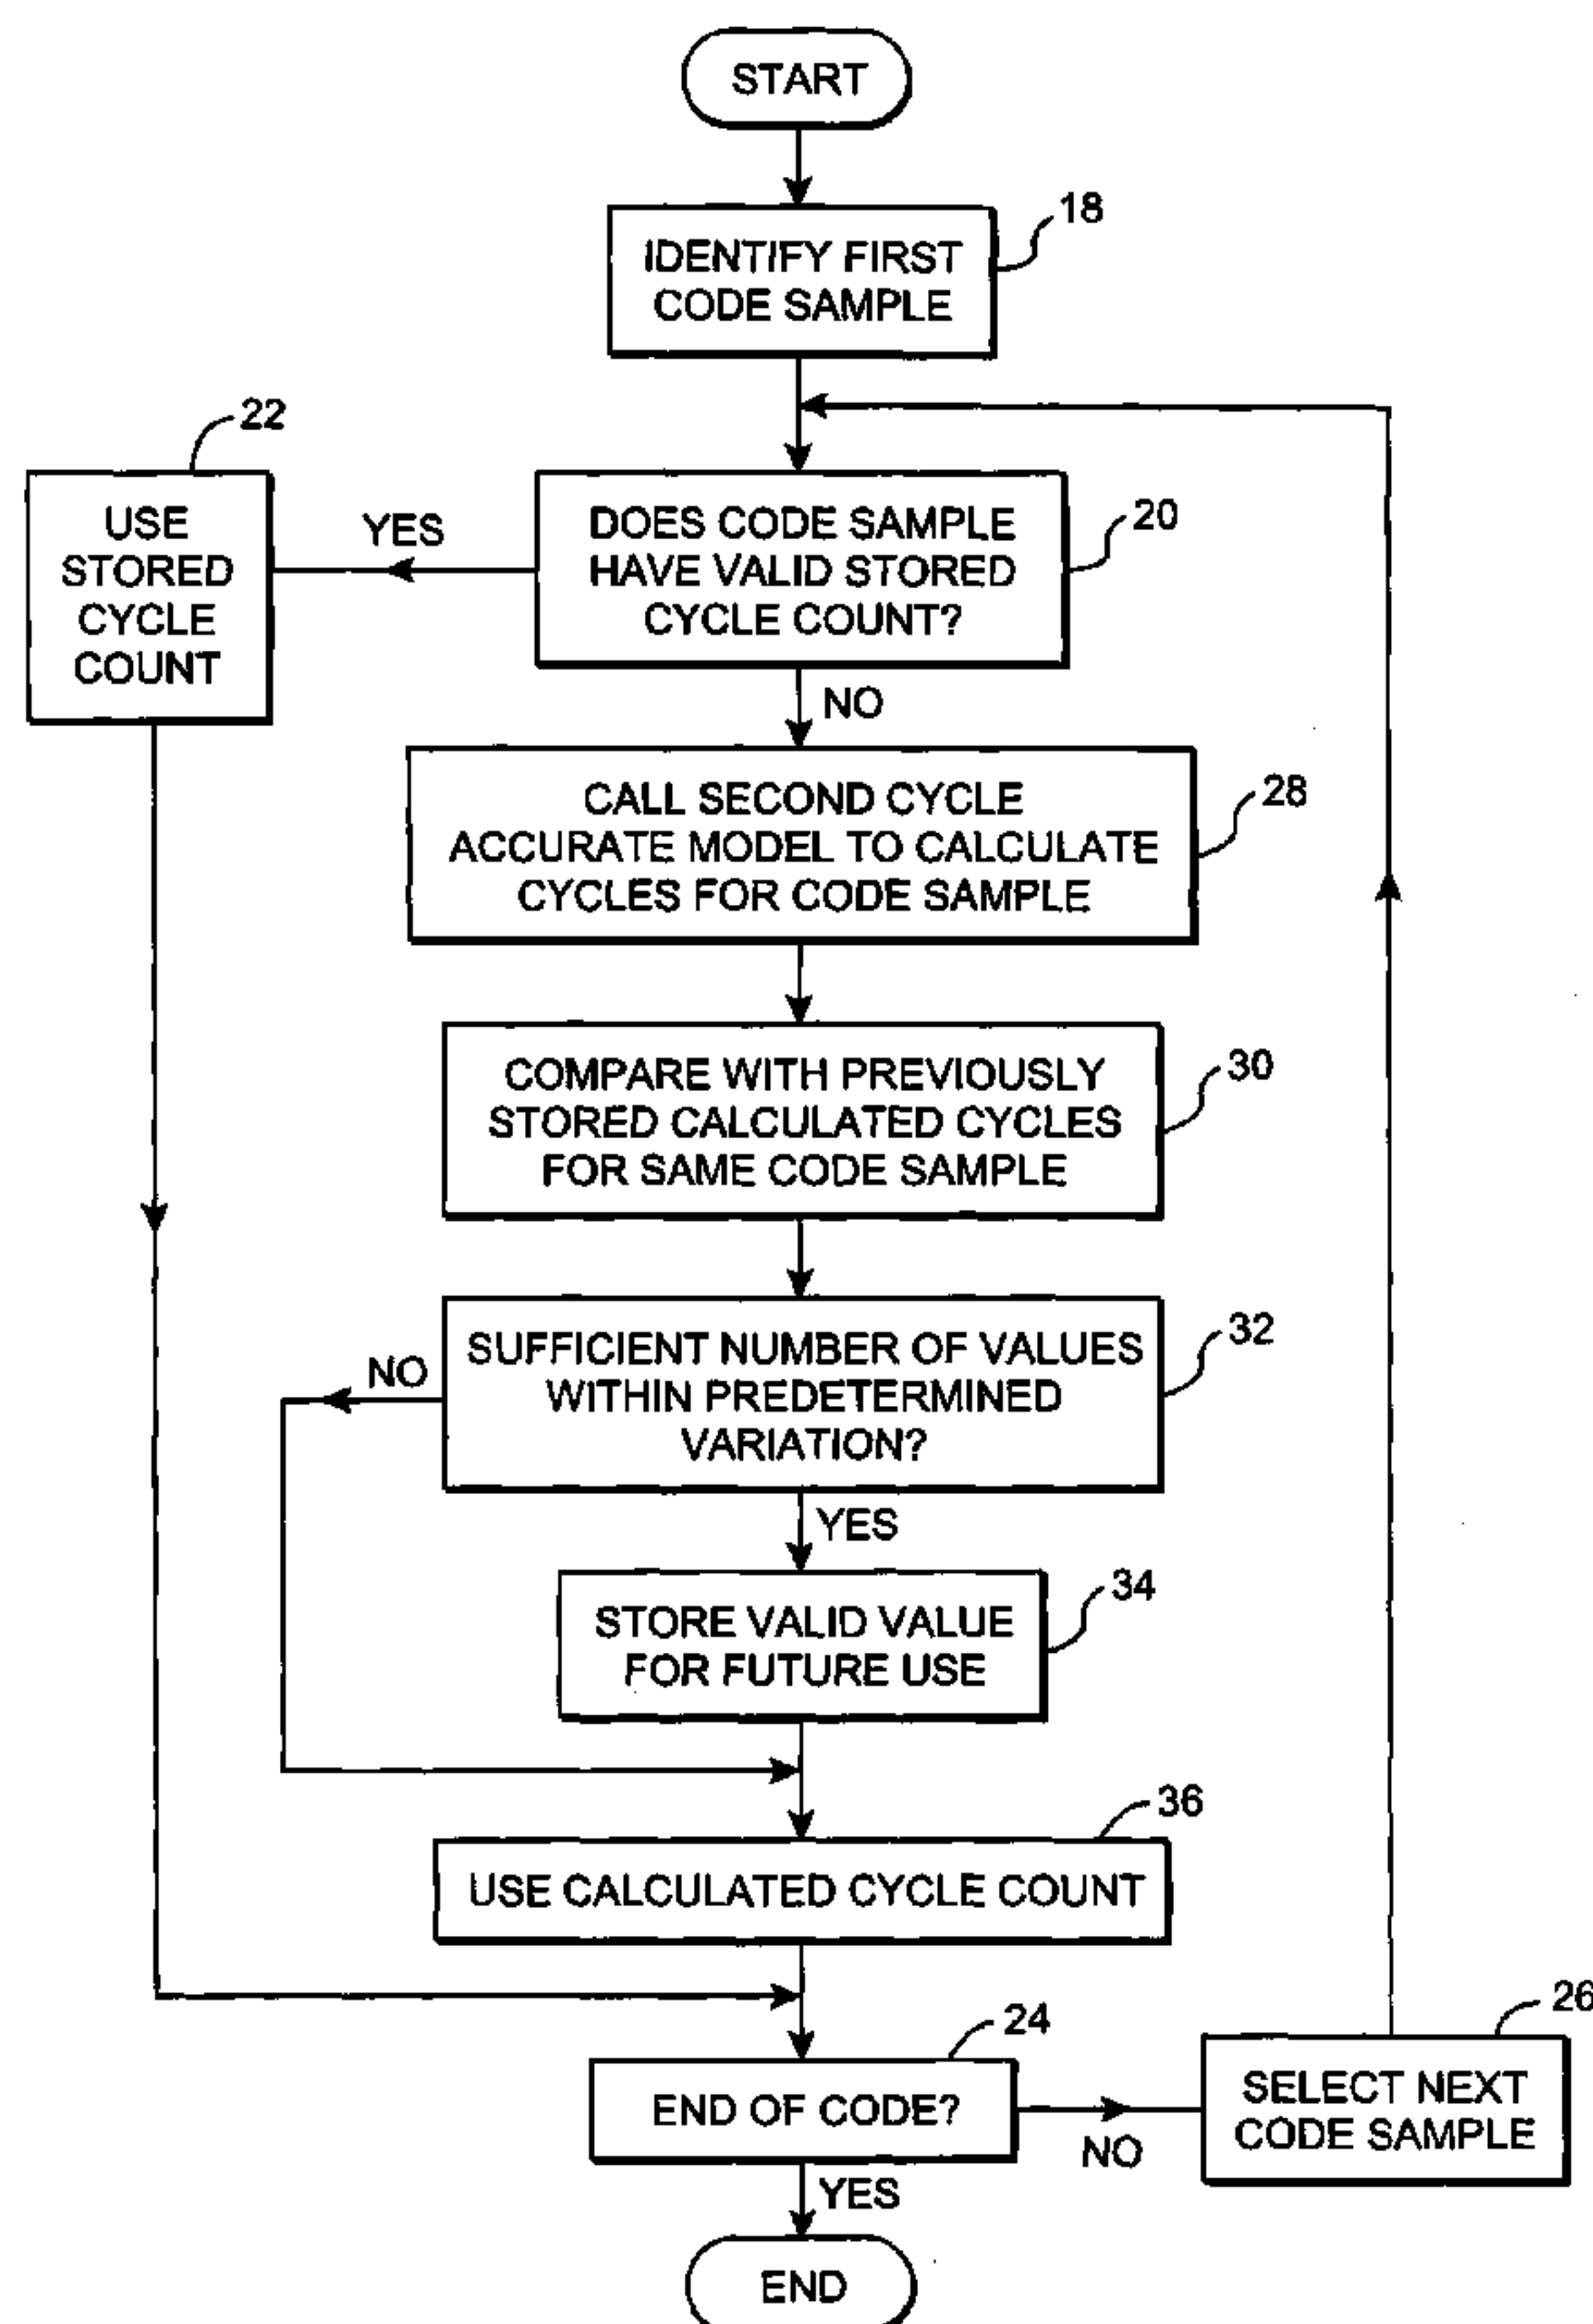 START
18
IDENTIFY FIRST
CODE SAMPLE
22
USE
STORED
CYCLE
COUNT
YES
20
DOES CODE SAMPLE
HAVE VALID STORED
CYCLE COUNT?
NO
28
CALL SECOND CYCLE
ACCURATE MODEL TO CALCULATE
CYCLES FOR CODE SAMPLE
30
COMPARE WITH PREVIOUSLY
STORED CALCULATED CYCLES
FOR SAME CODE SAMPLE
32
SUFFICIENT NUMBER OF VALUES
WITHIN PREDETERMINED
VARIATION?
NO
YES
34
STORE VALID VALUE
FOR FUTURE USE
36
USE CALCULATED CYCLE COUNT
24
END OF CODE?
NO
26
SELECT NEXT
CODE SAMPLE
YES
END